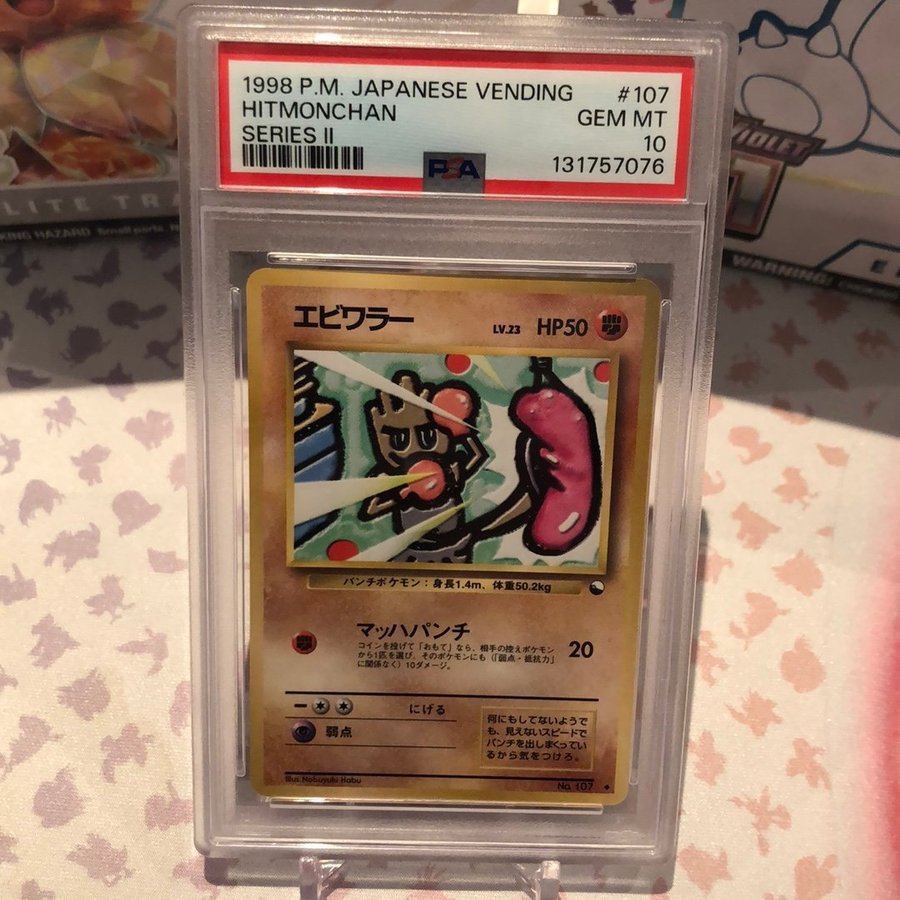 1998 P.M. JAPANESE VENDING #107
HITMONCHAN GEM MT
SERIES II 10
PSA 131757076
LITE TRA
KING HAZARD Small parts
VIOLET
WARNING!
エビワラー LV.23 HP50
パンチポケモン：身長1.4m、体重50.2kg
マッハパンチ 20
コインを投げて「おもて」なら、相手の控えポケモン
から1匹を選び、そのポケモンにも（「弱点・抵抗力」
に関係なく）10ダメージ。
にげる
弱点
何にもしてないようで
も、見えないスピードで
パンチを出しまくってい
るから気をつけろ。
Illus. Nobuyuki Habu No. 107